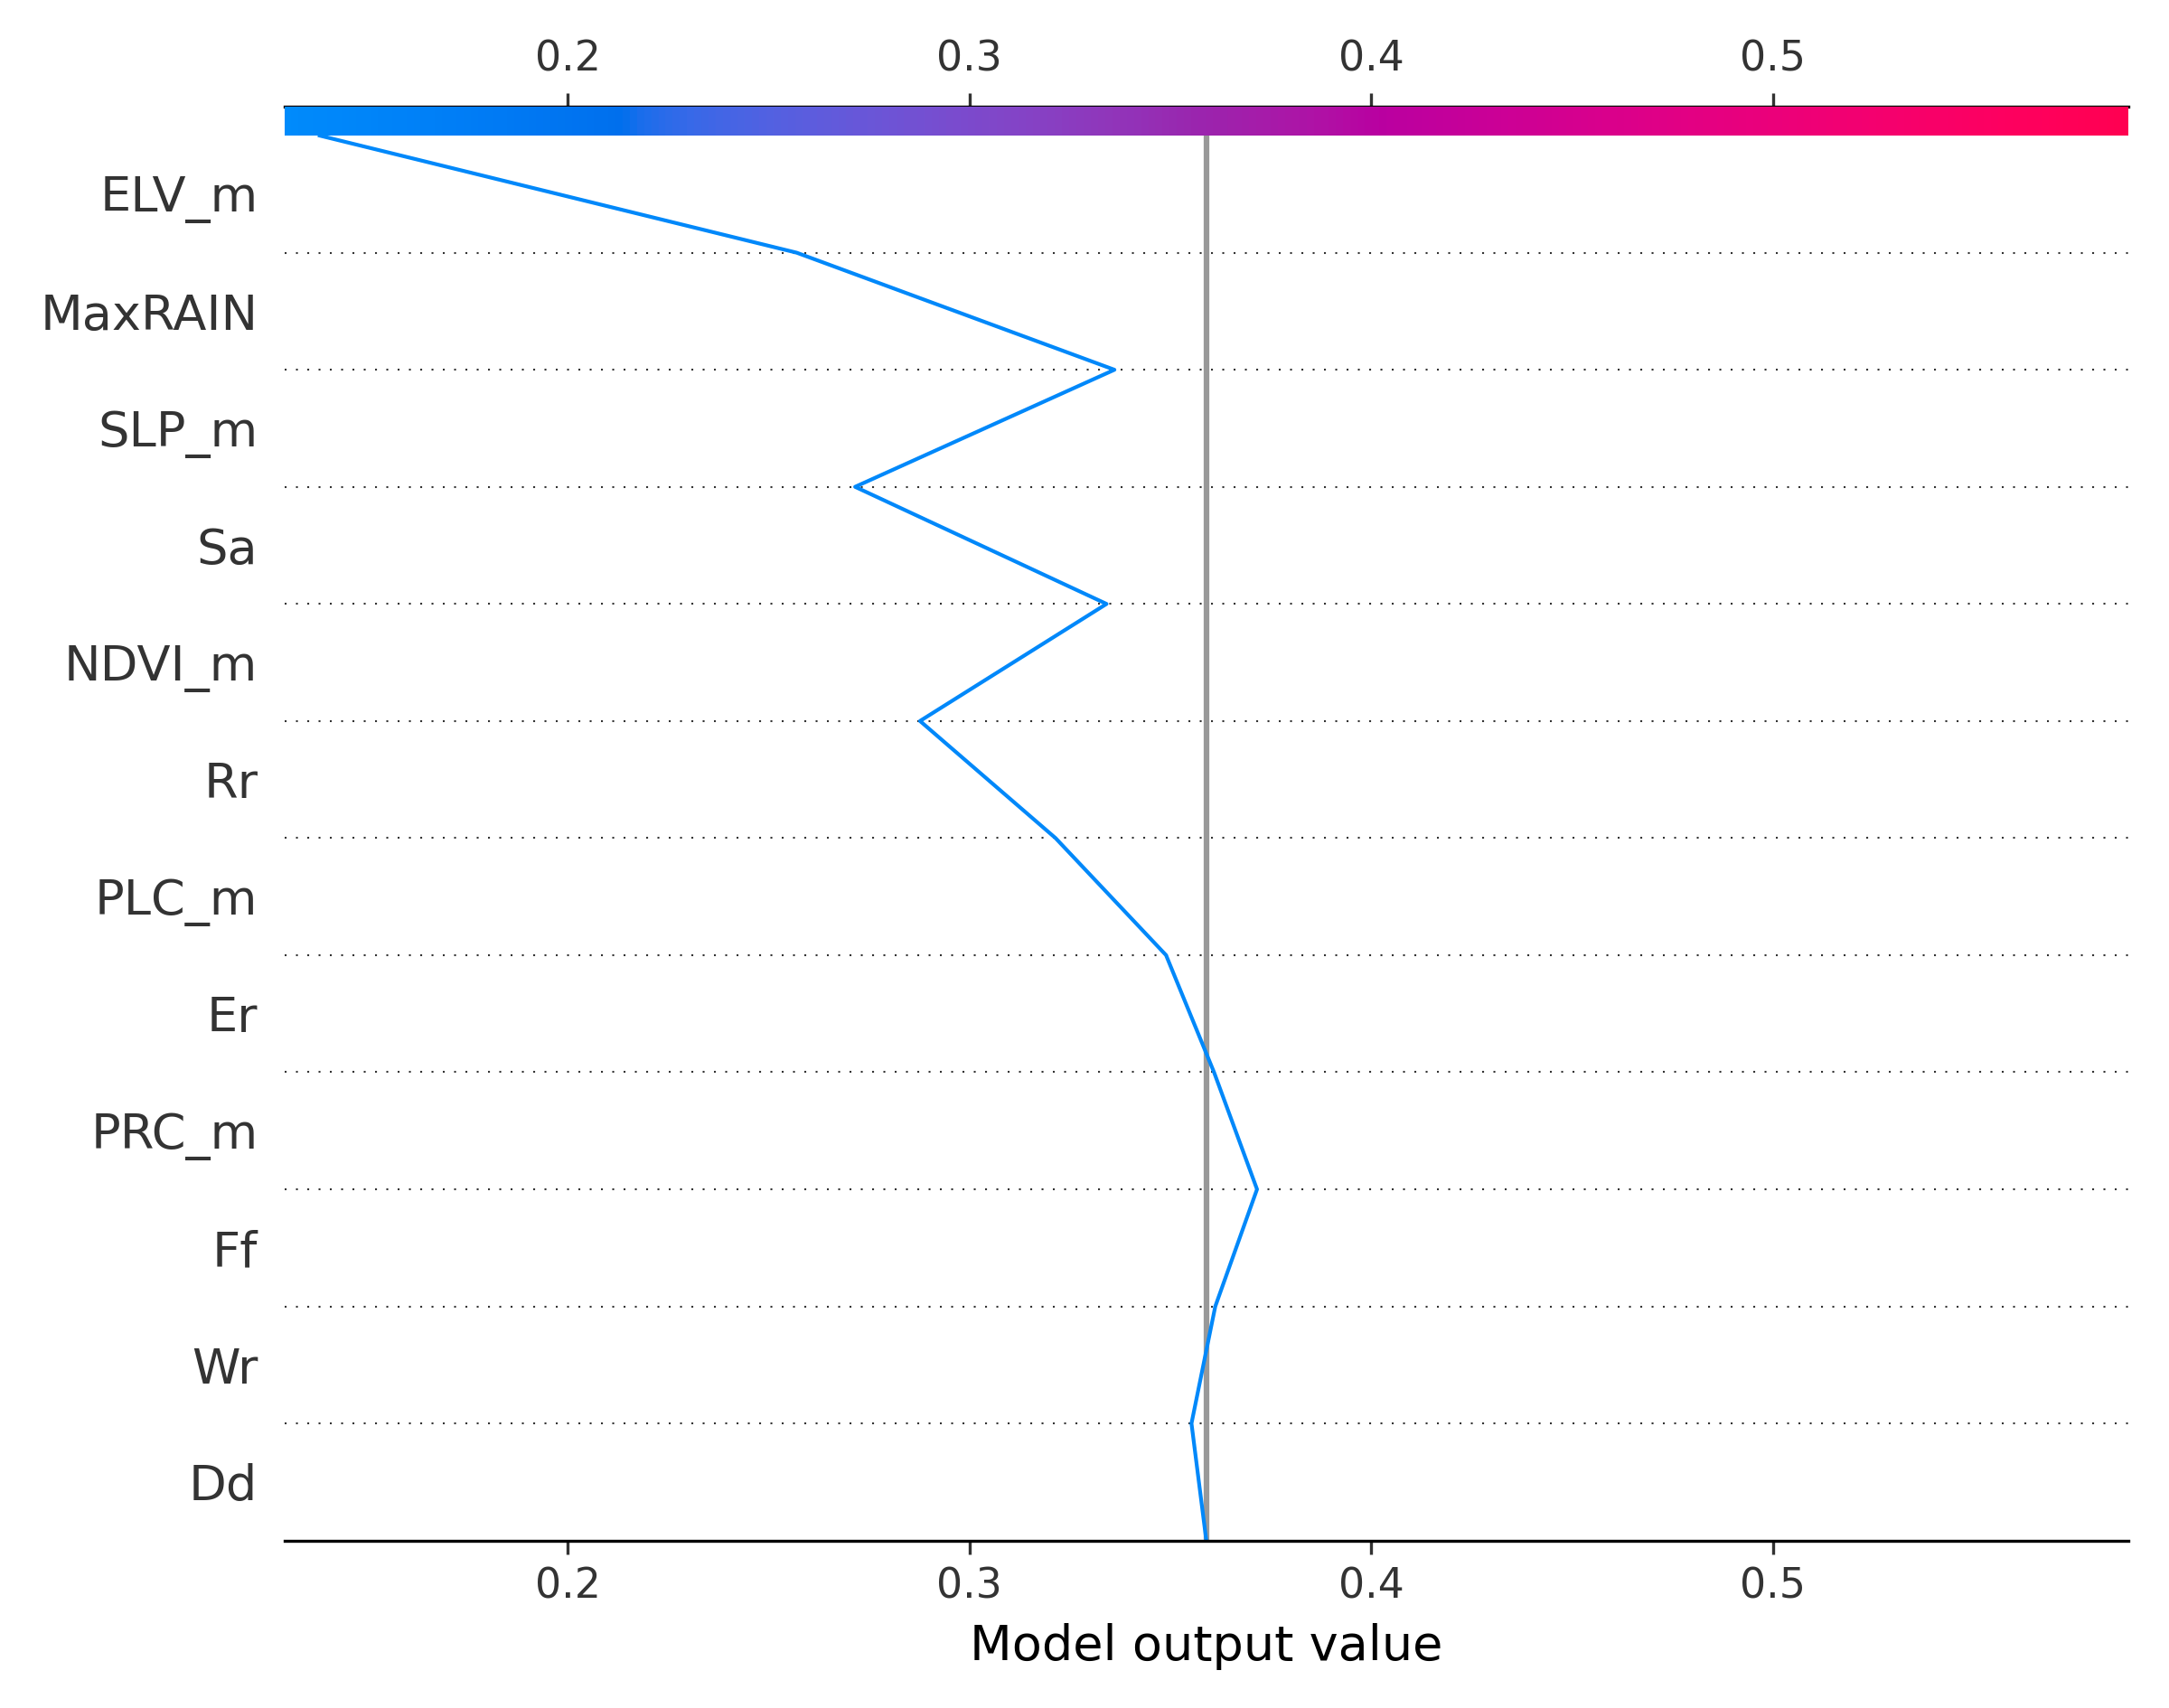 0.2 0.3 0.4 0.5
ELV_m
MaxRAIN
SLP_m
Sa
NDVI_m
Rr
PLC_m
Er
PRC_m
Ff
Wr
Dd
0.2 0.3 0.4 0.5
Model output value